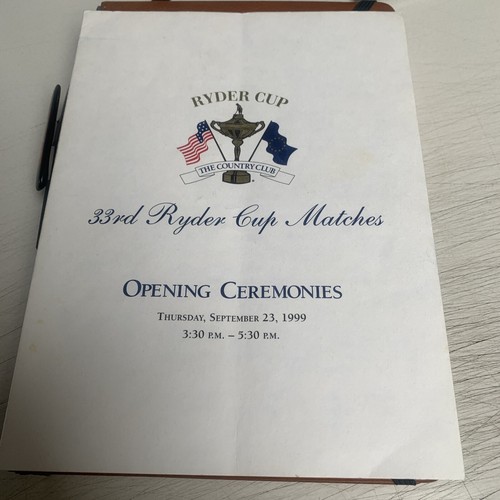 RYDER CUP
THE COUNTRY CLUB
33rd Ryder Cup Matches
OPENING CEREMONIES
THURSDAY, SEPTEMBER 23, 1999
3:30 P.M. – 5:30 P.M.